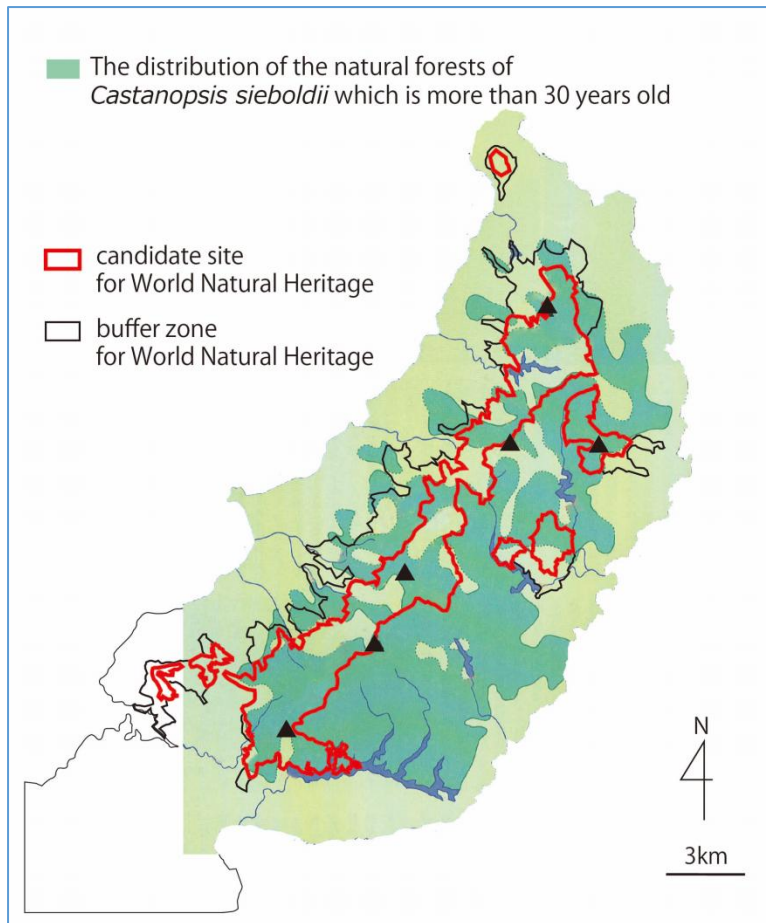 The distribution of the natural forests of
Castanopsis sieboldii which is more than 30 years old
candidate site
for World Natural Heritage
buffer zone
for World Natural Heritage
N
3km